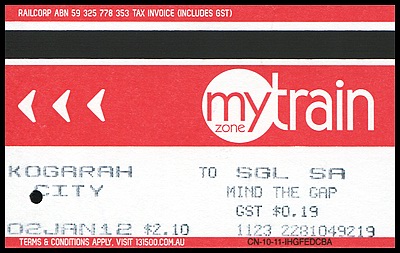 RAILCORP ABN 59 325 778 353 TAX INVOICE (INCLUDES GST)
my train
zone
KOGARAH TO SGL SA
CITY MIND THE GAP
GST $0.19
02JAN12 $2.10 1123 2281049219
TERMS & CONDITIONS APPLY, VISIT 131500.COM.AU CN-10-11-IHGFEDCBA